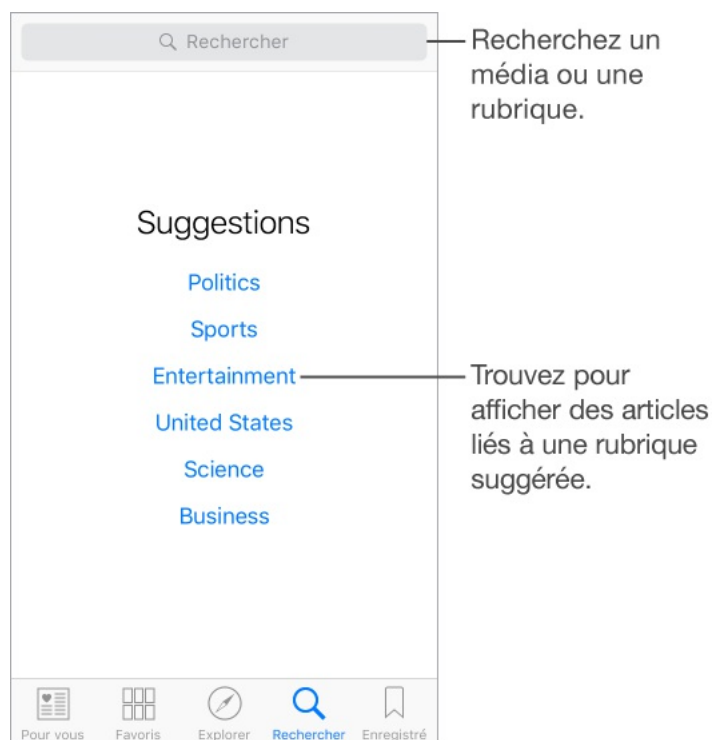 Rechercher
Recherchez un
média ou une
rubrique.
Suggestions
Politics
Sports
Entertainment
Trouvez pour
afficher des articles
liés à une rubrique
suggérée.
United States
Science
Business
Pour vous
Favoris
Explorer
Rechercher
Enregistré